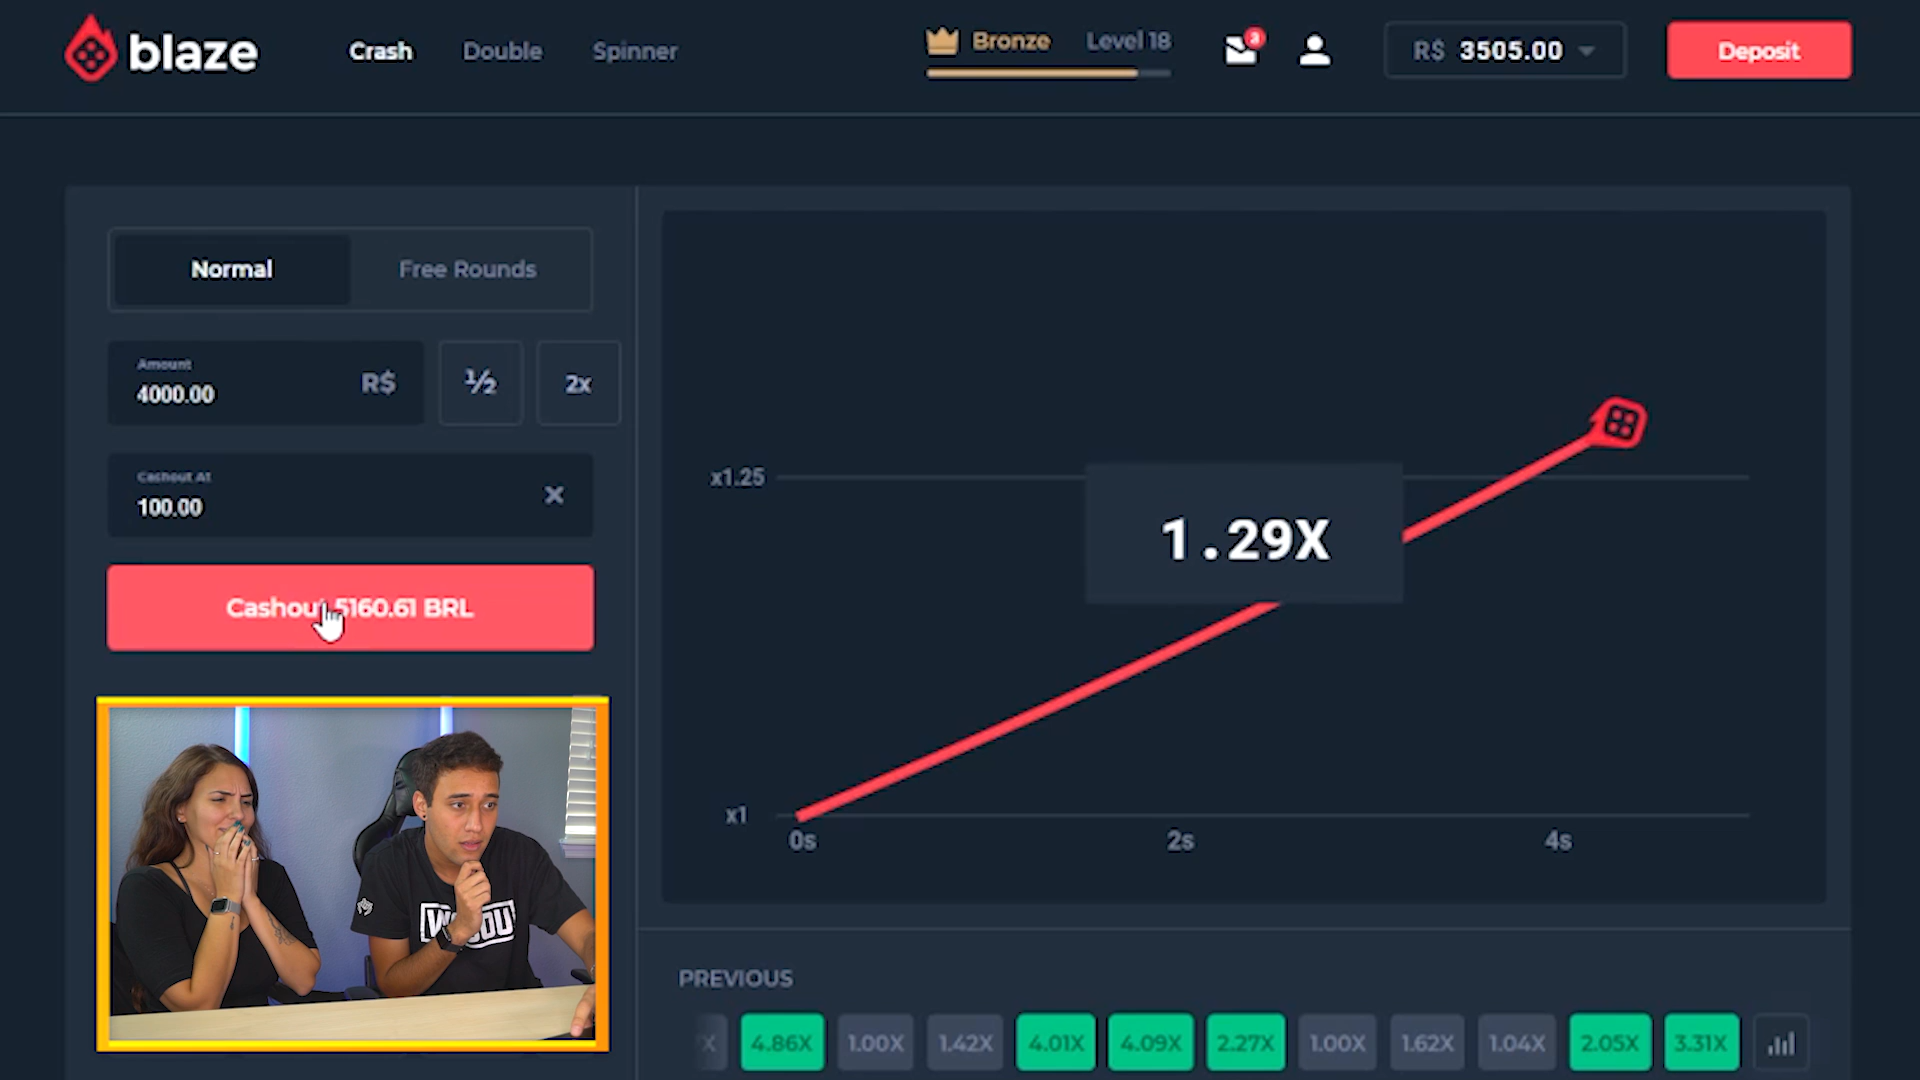 blaze
Crash
Double
Spinner
Bronze
Level 18
3
R$ 3505.00
Deposit
Normal
Free Rounds
Amount
4000.00
R$
½
2x
Cashout At
100.00
Cashout 5160.61 BRL
x1.25
1.29X
x1
0s
2s
4s
PREVIOUS
X 4.86X 1.00X 1.42X 4.01X 4.09X 2.27X 1.00X 1.62X 1.04X 2.05X 3.31X